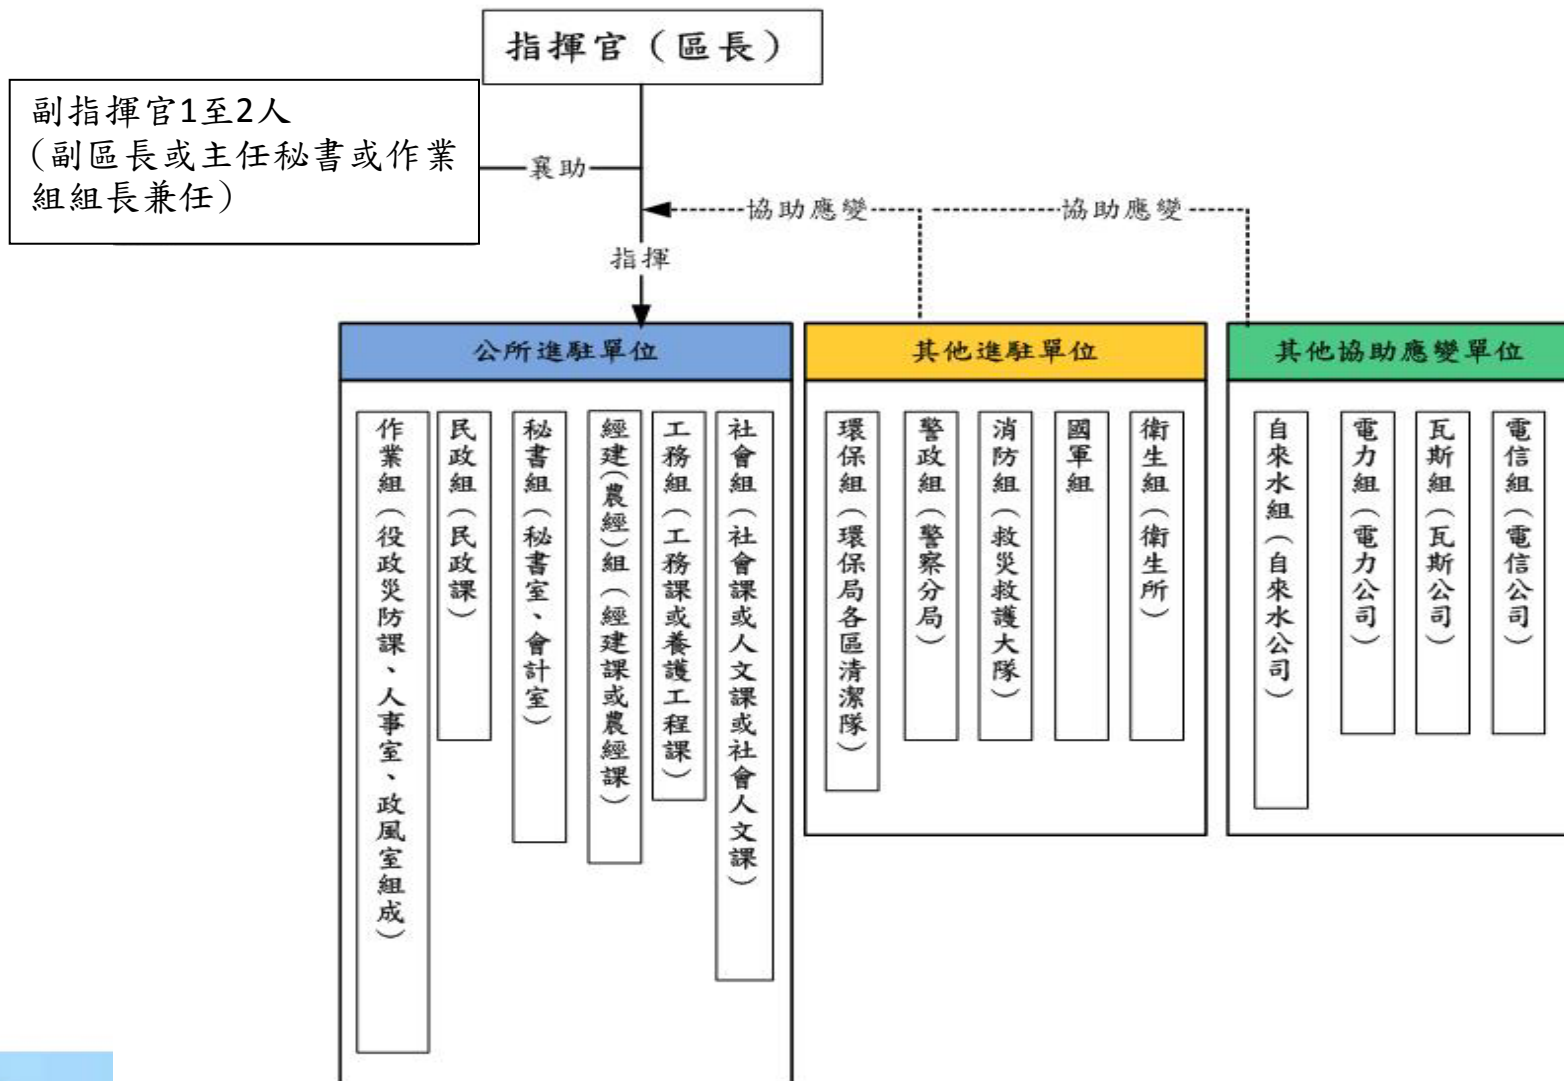 指揮官（區長）
副指揮官1至2人
（副區長或主任秘書或作業
組組長兼任）
襄助
協助應變
協助應變
指揮
公所進駐單位
作業組（役政災防課、人事室、政風室組成）
民政組（民政課）
秘書組（秘書室、會計室）
經建（農經）組（經建課或農經課）
工務組（工務課或養護工程課）
社會組（社會課或人文課或社會人文課）
其他進駐單位
環保組（環保局各區清潔隊）
警政組（警察分局）
消防組（救災救護大隊）
國軍組
衛生組（衛生所）
其他協助應變單位
自來水組（自來水公司）
電力組（電力公司）
瓦斯組（瓦斯公司）
電信組（電信公司）